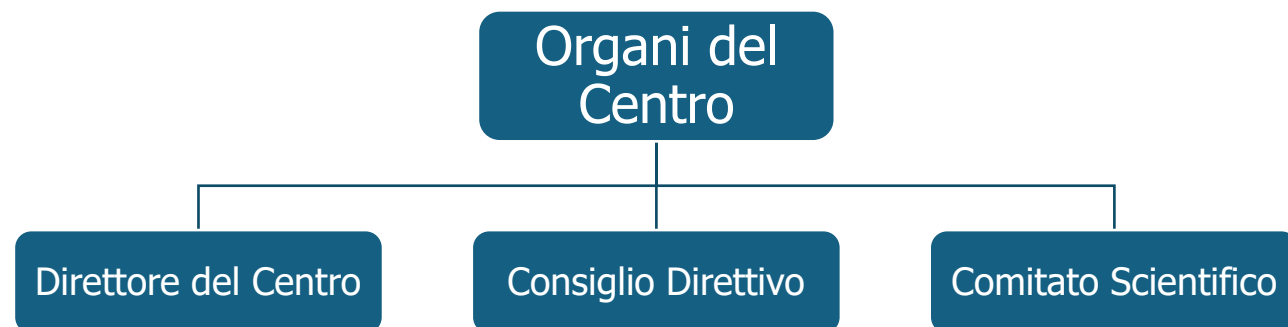 Organi del
Centro
Direttore del Centro
Consiglio Direttivo
Comitato Scientifico